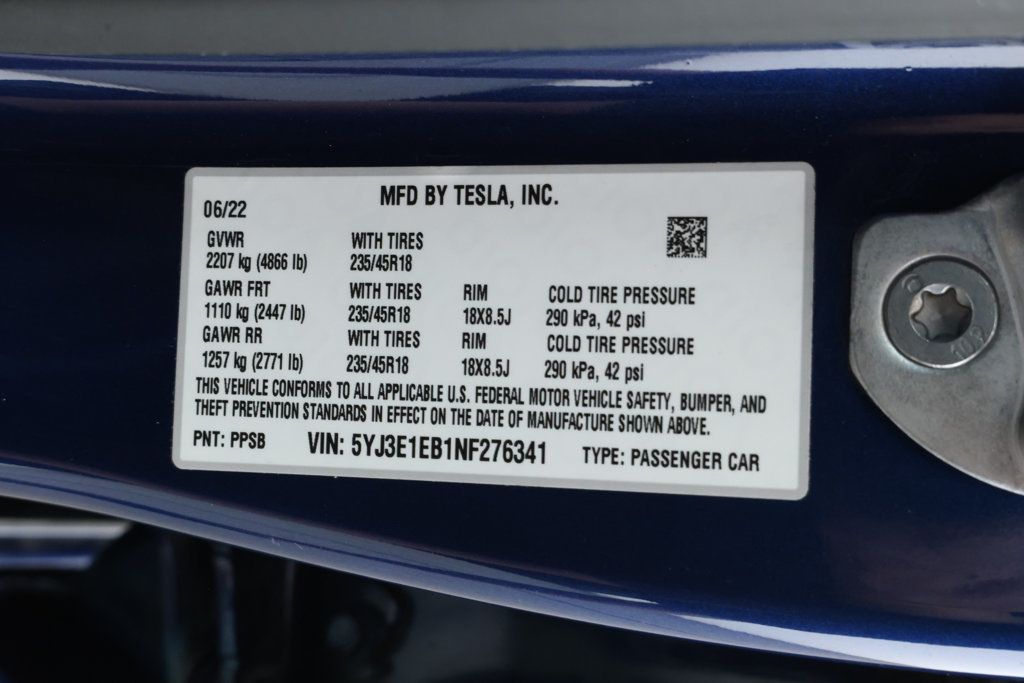 MFD BY TESLA, INC.
06/22
GVWR WITH TIRES
2207 kg (4866 lb) 235/45R18
GAWR FRT WITH TIRES RIM COLD TIRE PRESSURE
1110 kg (2447 lb) 235/45R18 18X8.5J 290 kPa, 42 psi
GAWR RR WITH TIRES RIM COLD TIRE PRESSURE
1257 kg (2771 lb) 235/45R18 18X8.5J 290 kPa, 42 psi
THIS VEHICLE CONFORMS TO ALL APPLICABLE U.S. FEDERAL MOTOR VEHICLE SAFETY, BUMPER, AND
THEFT PREVENTION STANDARDS IN EFFECT ON THE DATE OF MANUFACTURE SHOWN ABOVE.
PNT: PPSB VIN: 5YJ3E1EB1NF276341 TYPE: PASSENGER CAR